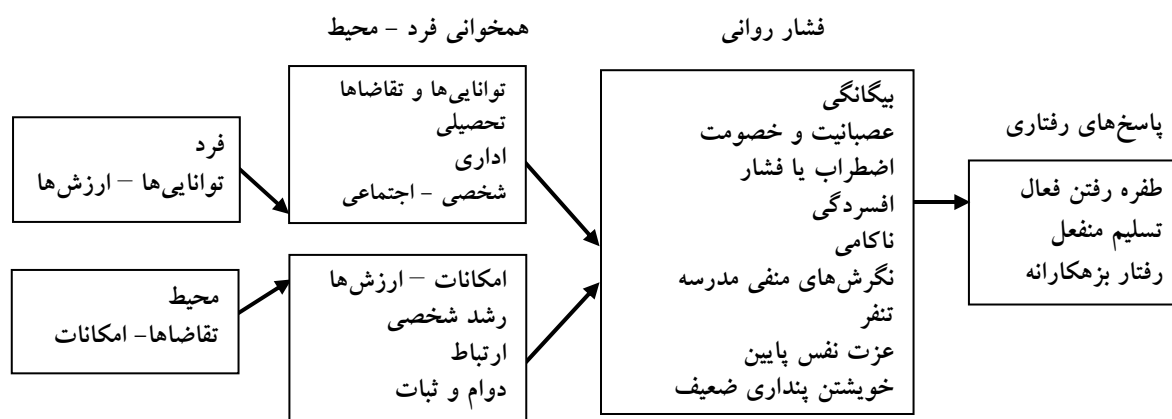 همخوانی فرد - محیط
فشار روانی
پاسخ‌های رفتاری
فرد
توانایی‌ها – ارزش‌ها
محیط
تقاضاها- امکانات
توانایی‌ها و تقاضاها
تحصیلی
اداری
شخصی - اجتماعی
امکانات – ارزش‌ها
رشد شخصی
ارتباط
دوام و ثبات
بیگانگی
عصبانیت و خصومت
اضطراب یا فشار
افسردگی
ناکامی
نگرش‌های منفی مدرسه
تنفر
عزت نفس پایین
خویشتن پنداری ضعیف
طفره رفتن فعال
تسلیم منفعل
رفتار بزهکارانه